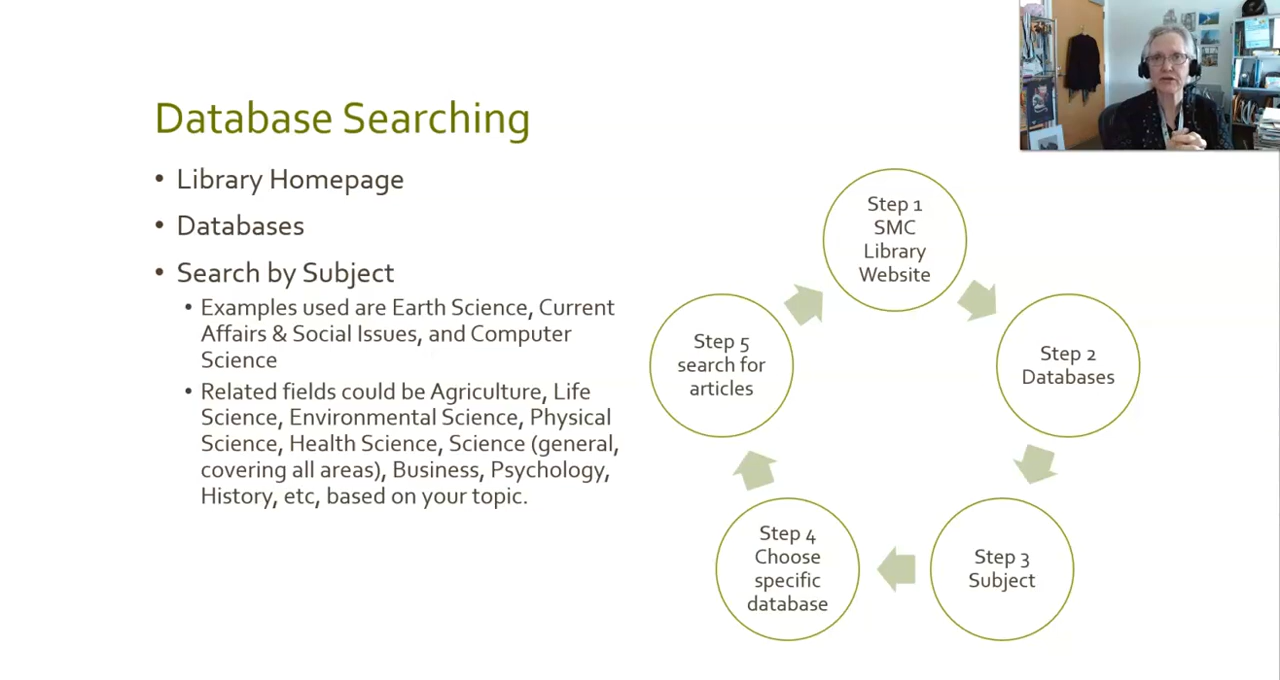 Database Searching
• Library Homepage
• Databases
• Search by Subject
• Examples used are Earth Science, Current
Affairs & Social Issues, and Computer
Science
• Related fields could be Agriculture, Life
Science, Environmental Science, Physical
Science, Health Science, Science (general,
covering all areas), Business, Psychology,
History, etc, based on your topic.
Step 1
SMC
Library
Website
Step 2
Databases
Step 3
Subject
Step 4
Choose
specific
database
Step 5
search for
articles